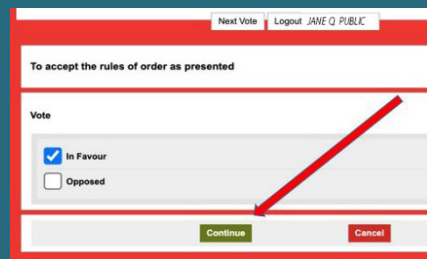 Next Vote Logout JANE Q PUBLIC
To accept the rules of order as presented
Vote
In Favour
Opposed
Continue Cancel